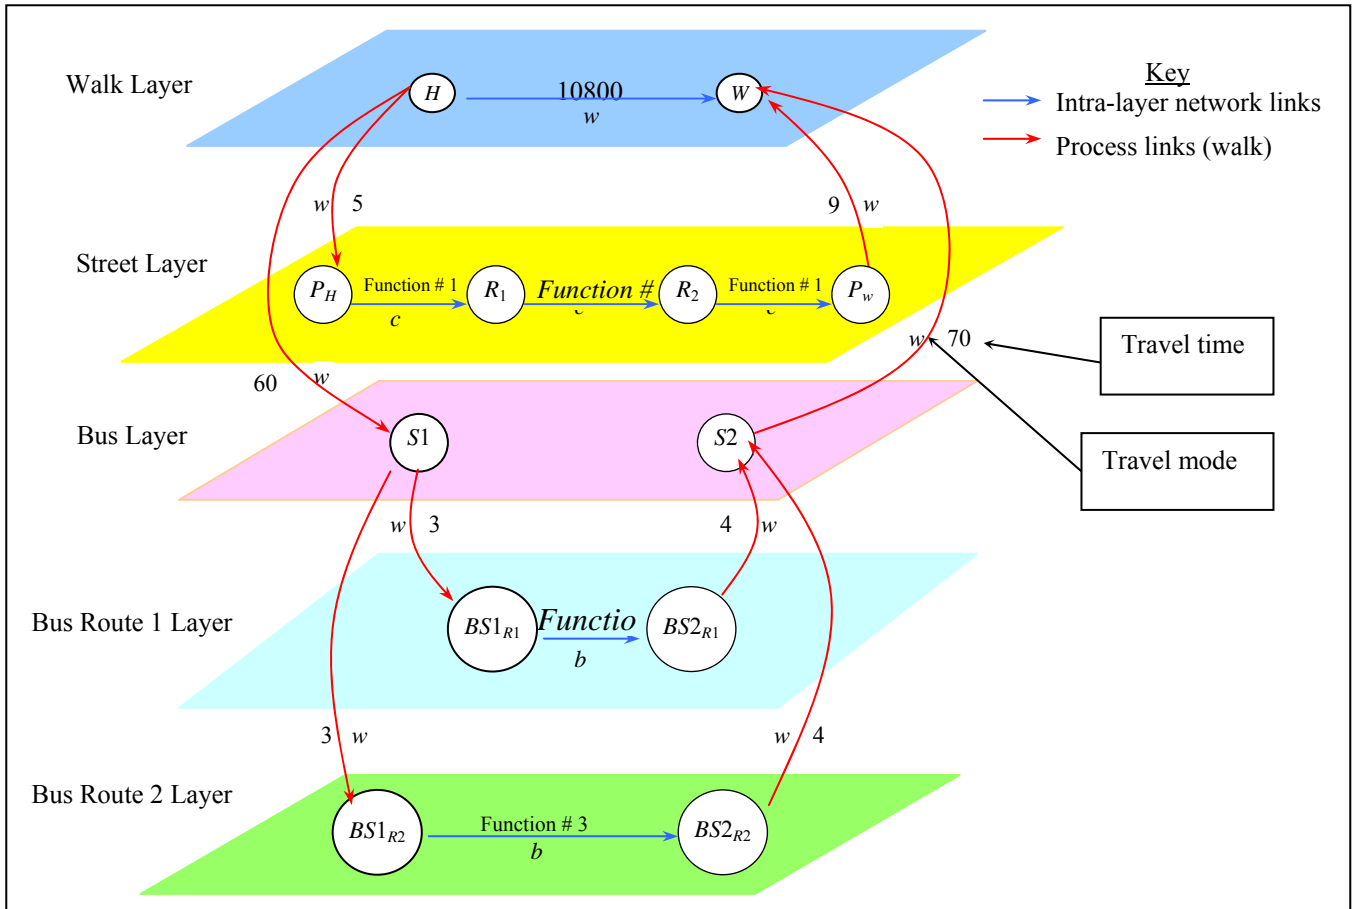 Walk Layer
H
10800
w
W
Key
Intra-layer network links
Process links (walk)
w 5
9 w
Street Layer
P_H
Function # 1
c
R_1
Function #
R_2
Function # 1
P_w
w 70
Travel time
60 w
Bus Layer
S1
S2
Travel mode
w 3
4 w
Bus Route 1 Layer
BS1_R1
Functio
b
BS2_R1
3 w
w 4
Bus Route 2 Layer
BS1_R2
Function # 3
b
BS2_R2